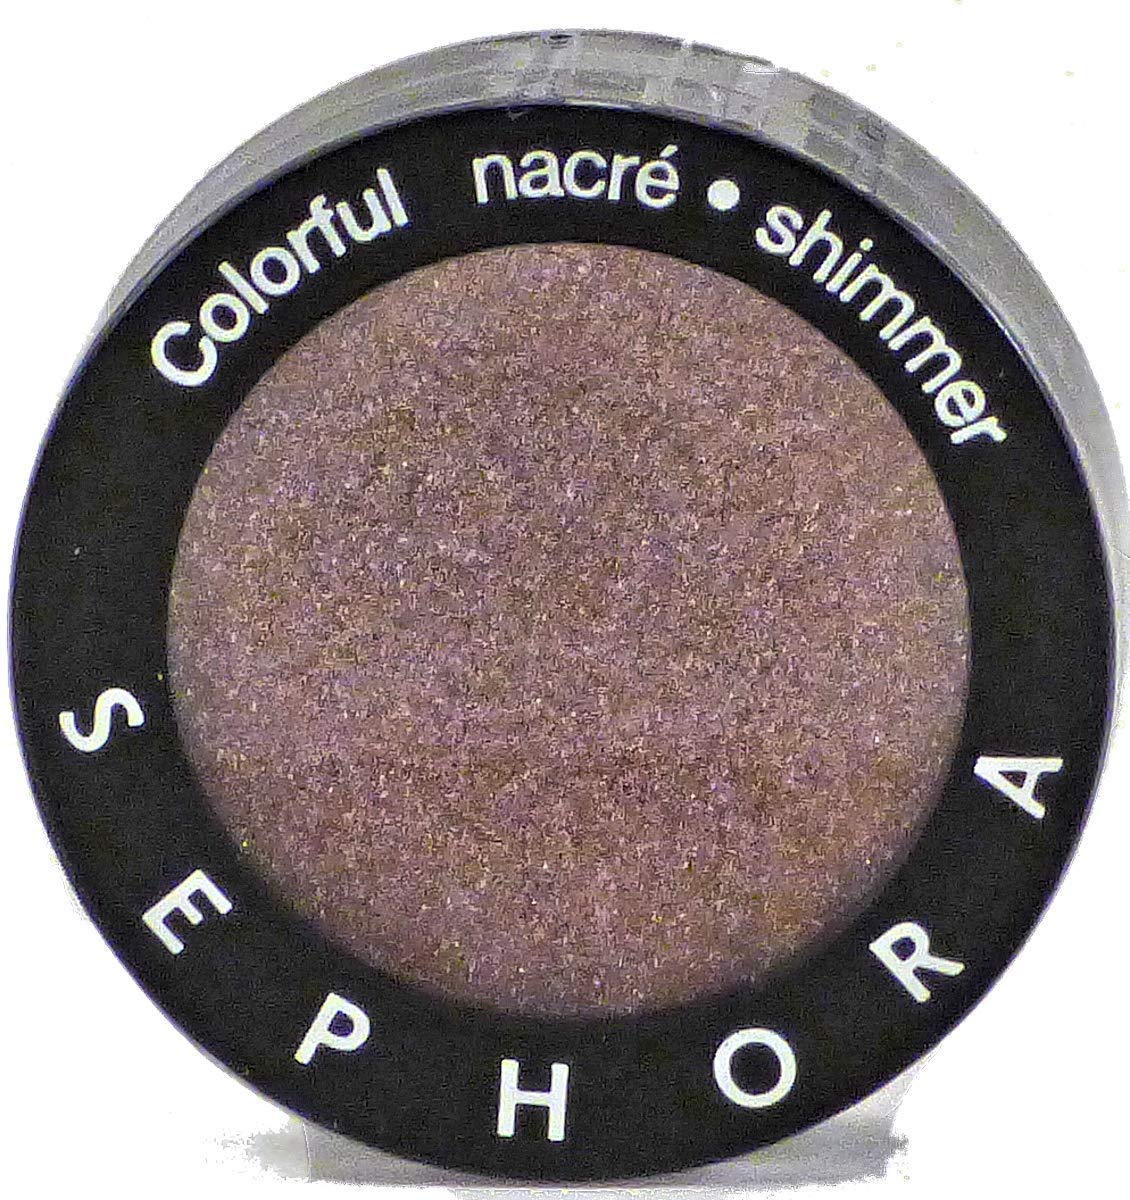 Colorful nacré • shimmer
SEPHORA